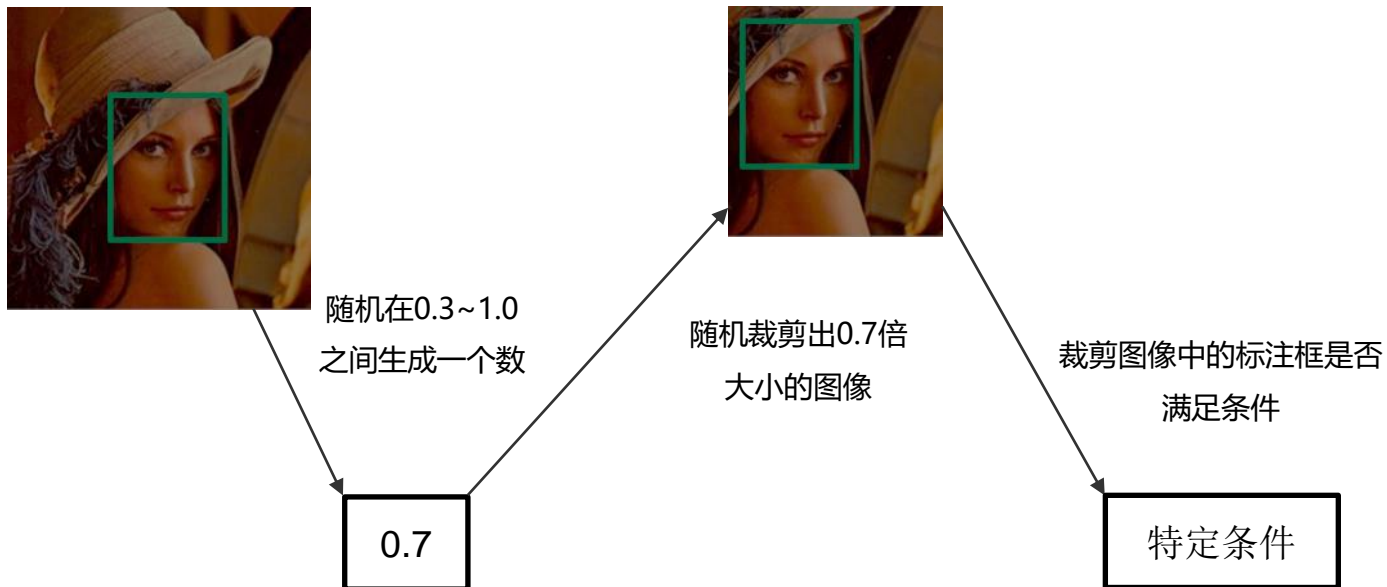 随机在0.3~1.0
之间生成一个数
0.7
随机裁剪出0.7倍
大小的图像
裁剪图像中的标注框是否
满足条件
特定条件